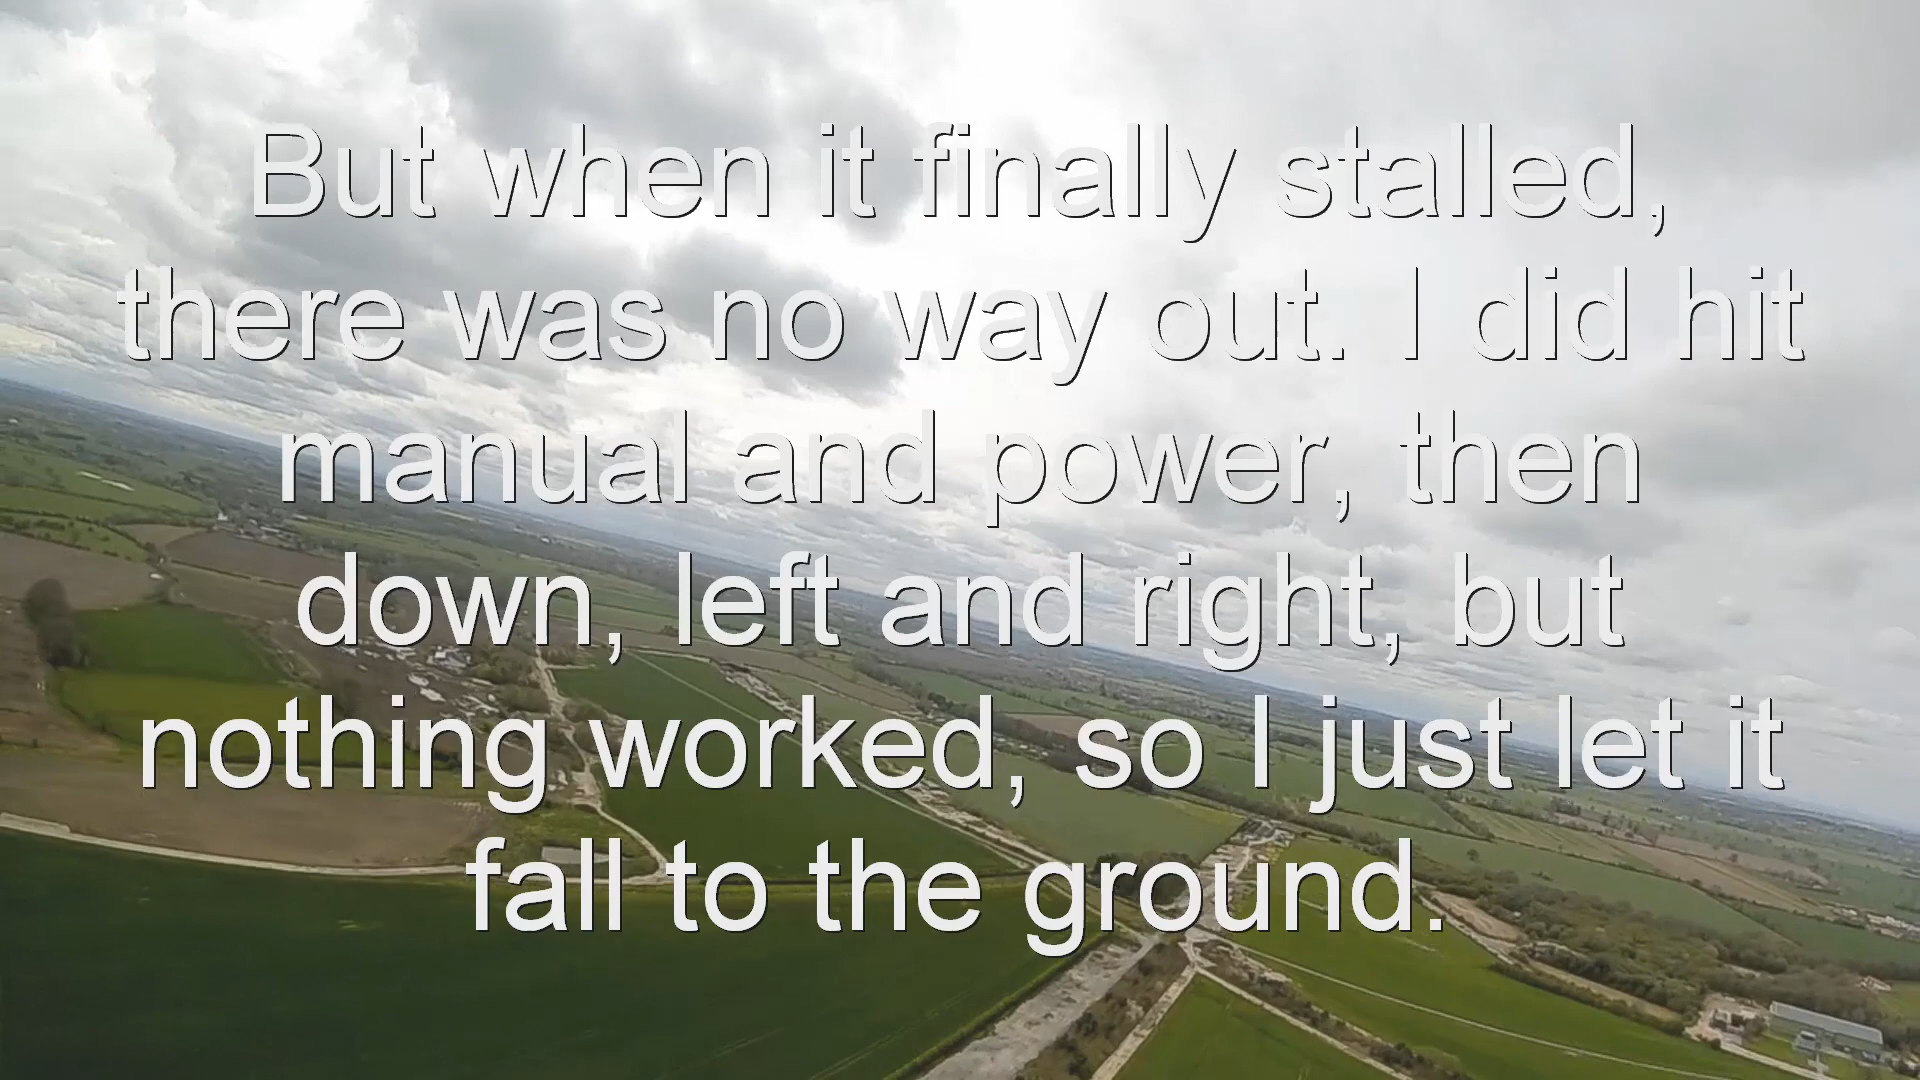 But when it finally stalled,
there was no way out. I did hit
manual and power, then
down, left and right, but
nothing worked, so I just let it
fall to the ground.